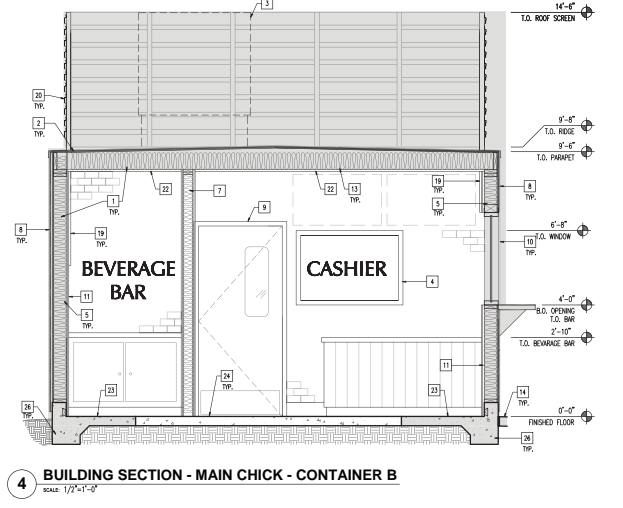 3
14'-6"
T.O. ROOF SCREEN
20
TYP.
2
TYP.
9'-8"
T.O. RIDGE
9'-6"
T.O. PARAPET
1
TYP.
22
7
22
13
TYP.
19
TYP.
8
TYP.
5
TYP.
9
8
TYP.
19
TYP.
6'-8"
T.O. WINDOW
10
TYP.
BEVERAGE
BAR
CASHIER
4
11
5
TYP.
4'-0"
B.O. OPENING
T.O. BAR
2'-10"
T.O. BEVARAGE BAR
11
24
TYP.
23
23
14
TYP.
26
TYP.
0'-0"
FINISHED FLOOR
26
TYP.
4
BUILDING SECTION - MAIN CHICK - CONTAINER B
SCALE: 1/2"=1'-0"